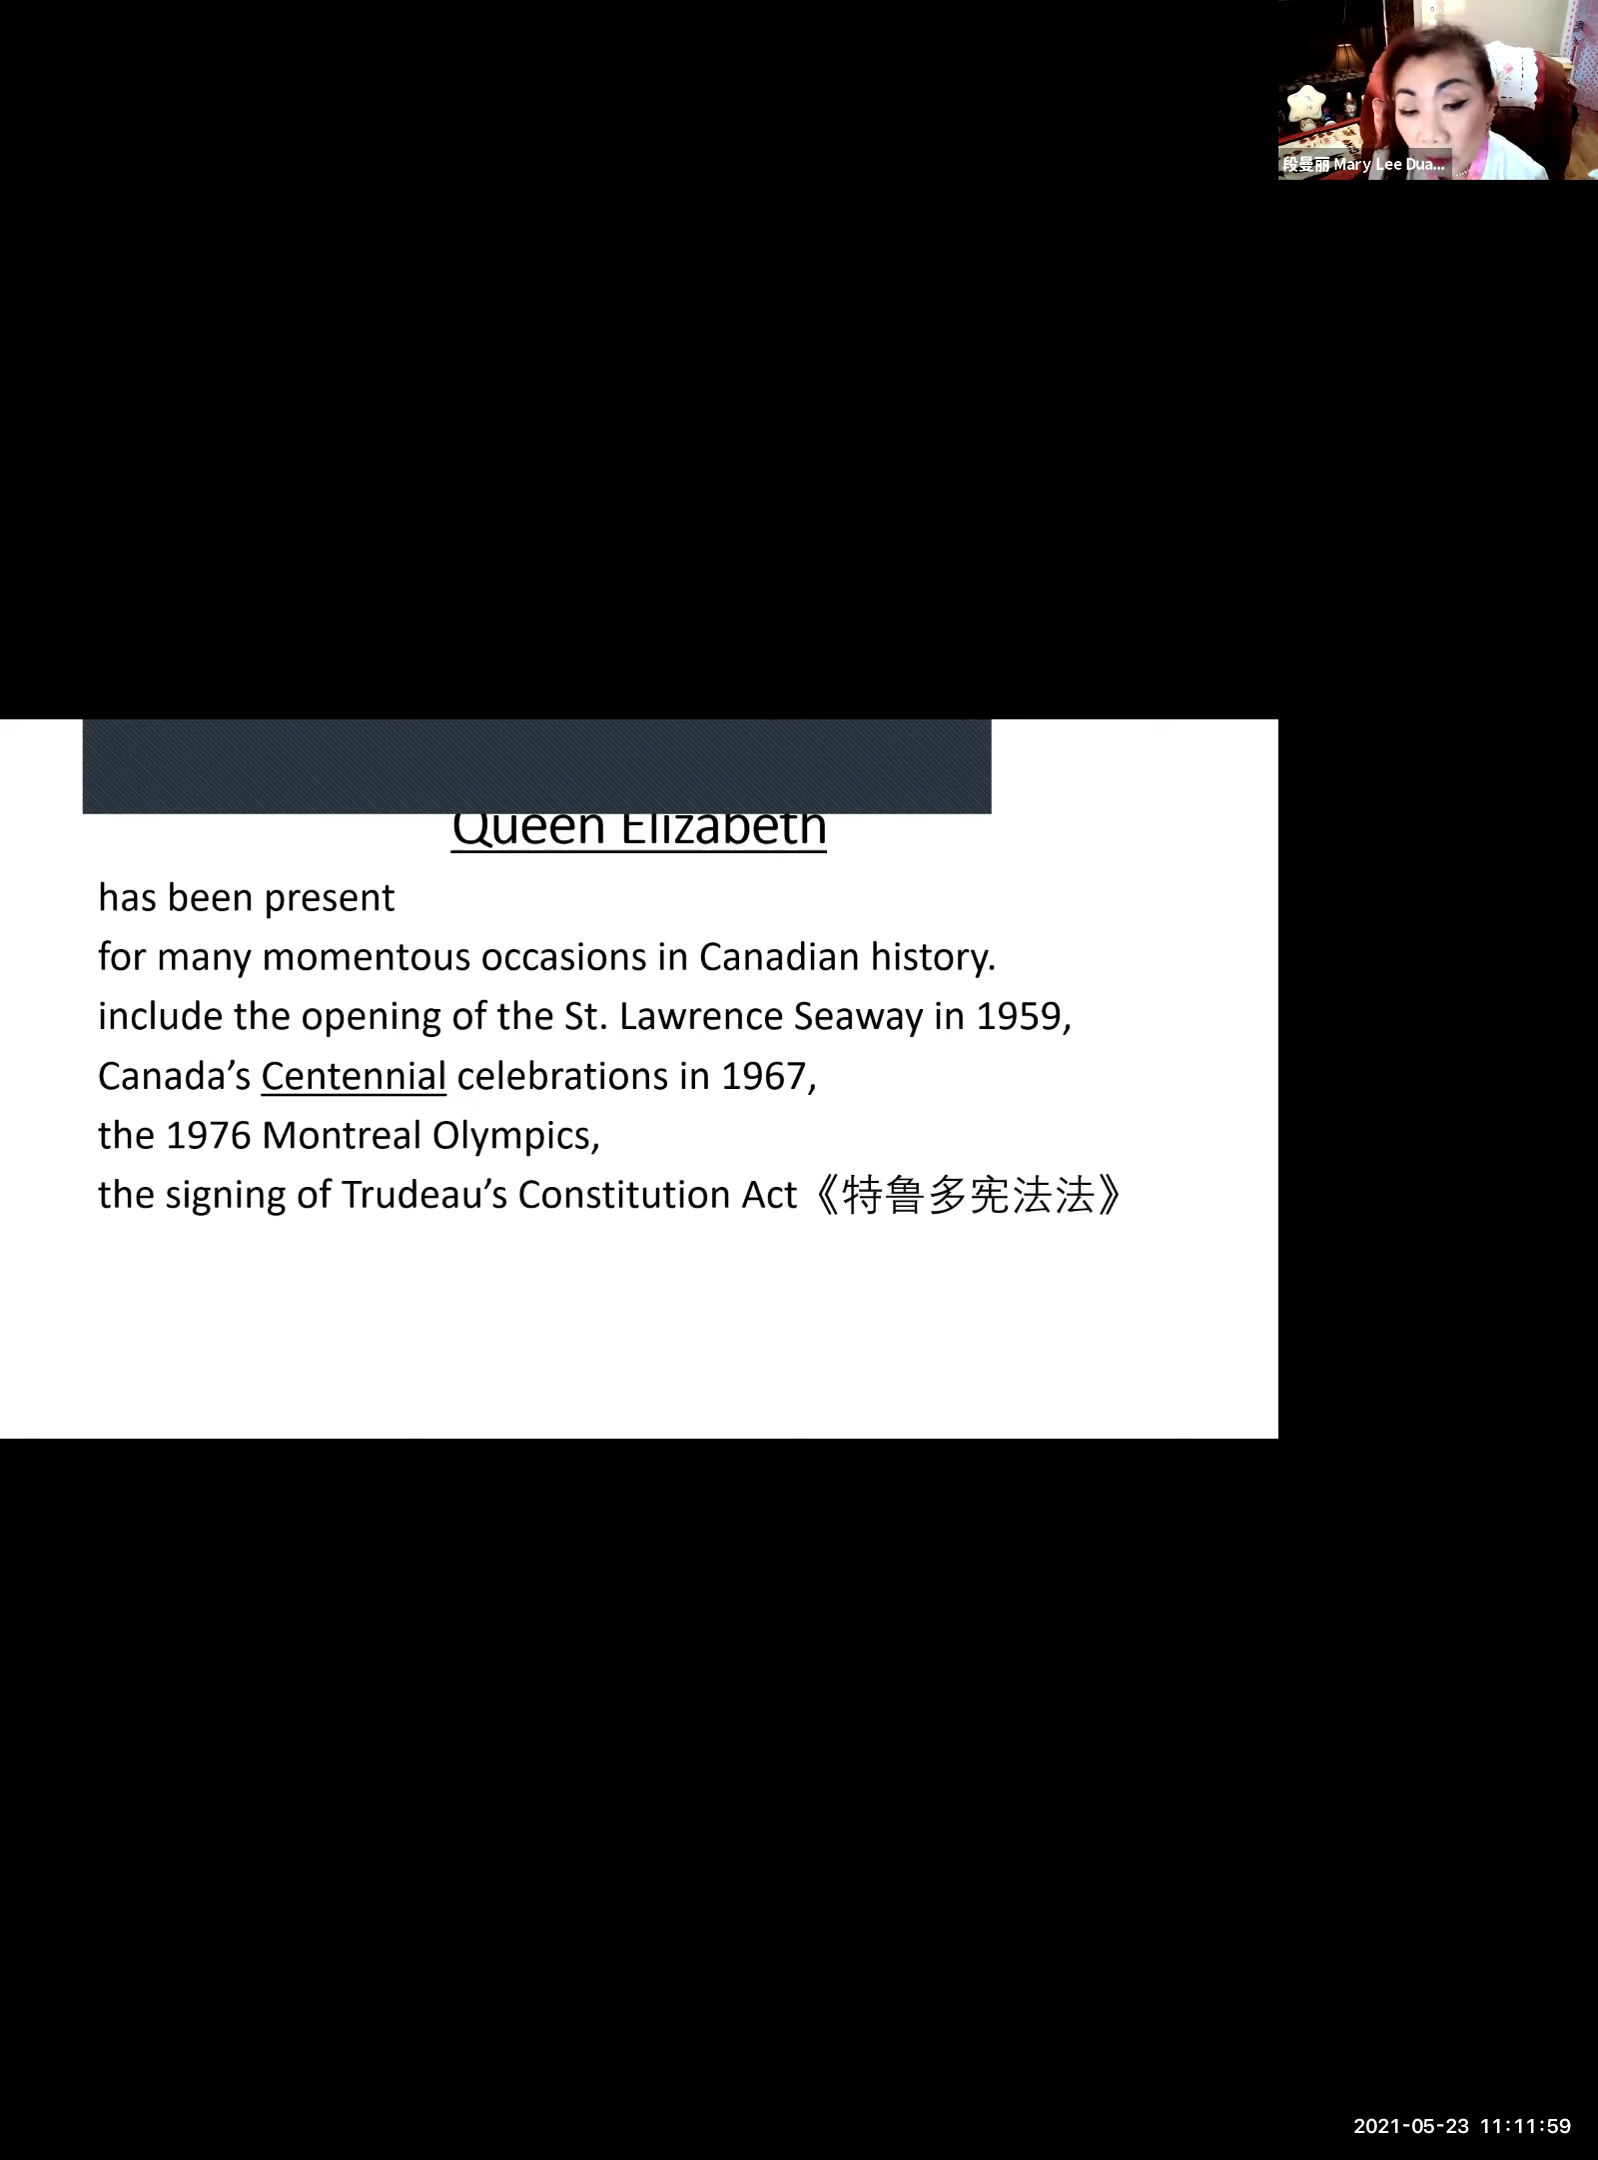 段曼丽 Mary Lee Dua...
Queen Elizabeth
has been present
for many momentous occasions in Canadian history.
include the opening of the St. Lawrence Seaway in 1959,
Canada’s Centennial celebrations in 1967,
the 1976 Montreal Olympics,
the signing of Trudeau’s Constitution Act《特鲁多宪法法》
2021-05-23 11:11:59